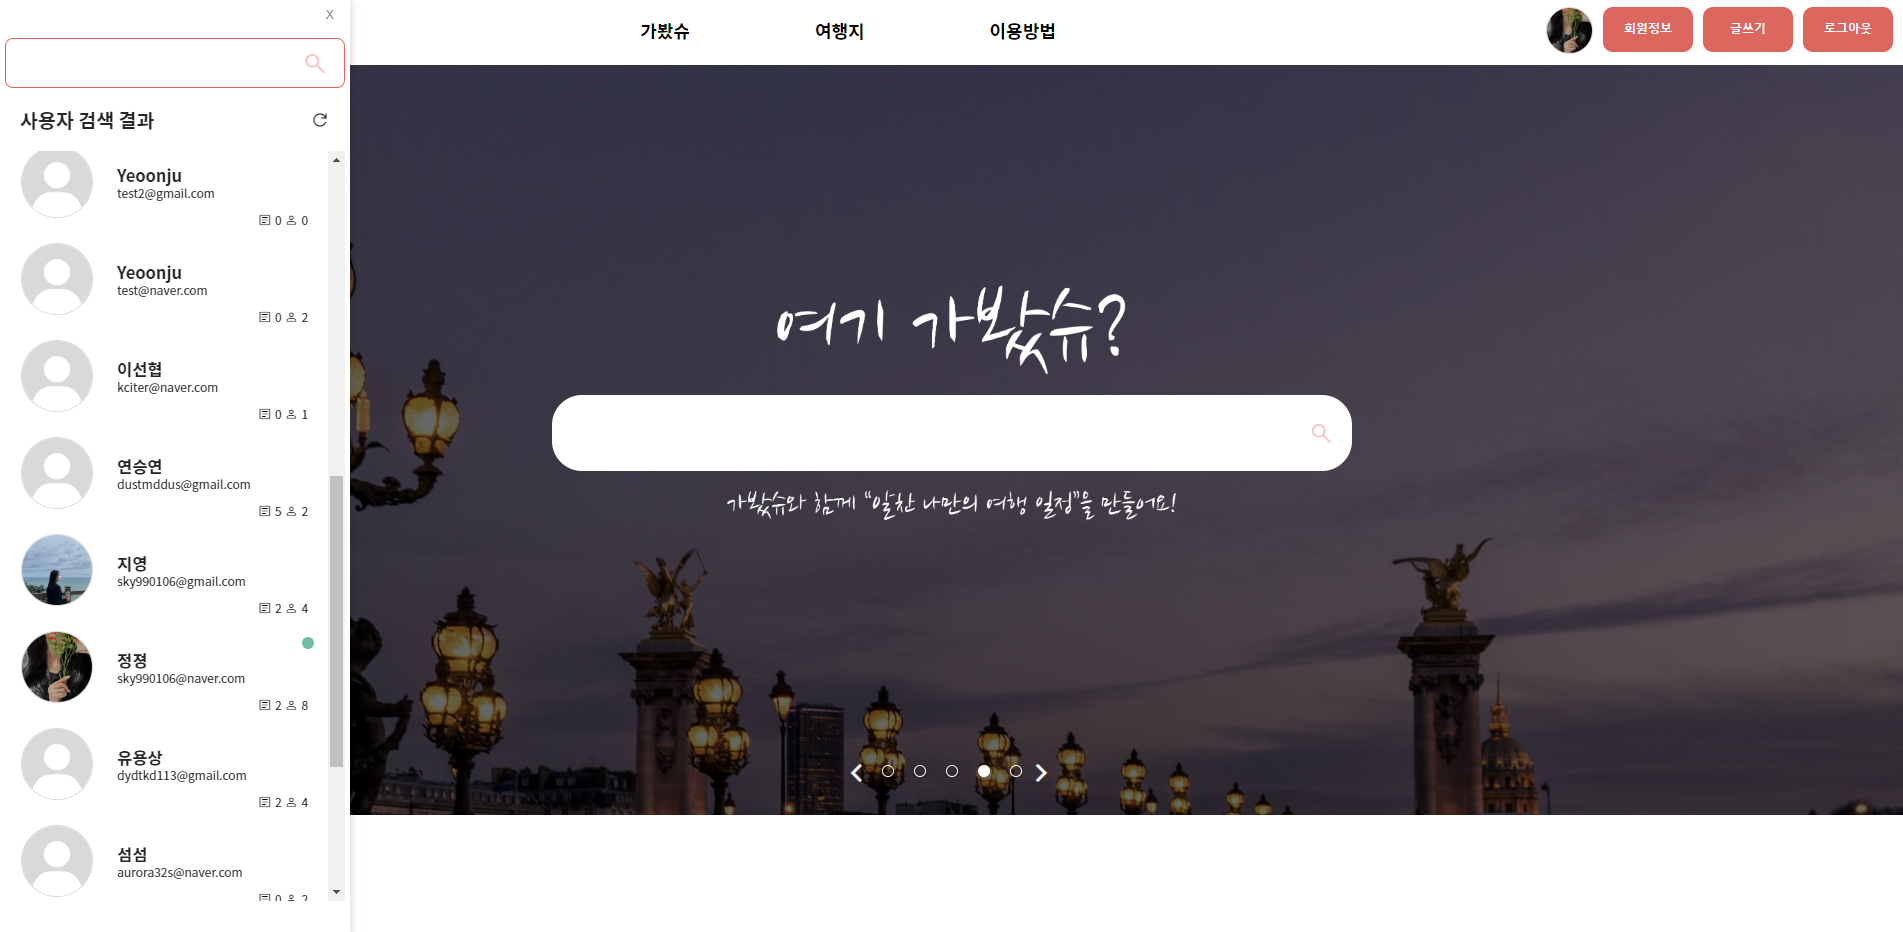 X
사용자 검색 결과
Yeoonju
test2@gmail.com
0 0
Yeoonju
test@naver.com
0 2
이선협
kciter@naver.com
0 1
연승연
dustmddus@gmail.com
5 2
지영
sky990106@gmail.com
2 4
정졍
sky990106@naver.com
2 8
유용상
dydtkd113@gmail.com
2 4
섬섬
aurora32s@naver.com
0 2
가봤슈 여행지 이용방법
회원정보 글쓰기 로그아웃
여기 가봤슈?
가봤슈와 함께 “알찬 나만의 여행 일정”을 만들어요!